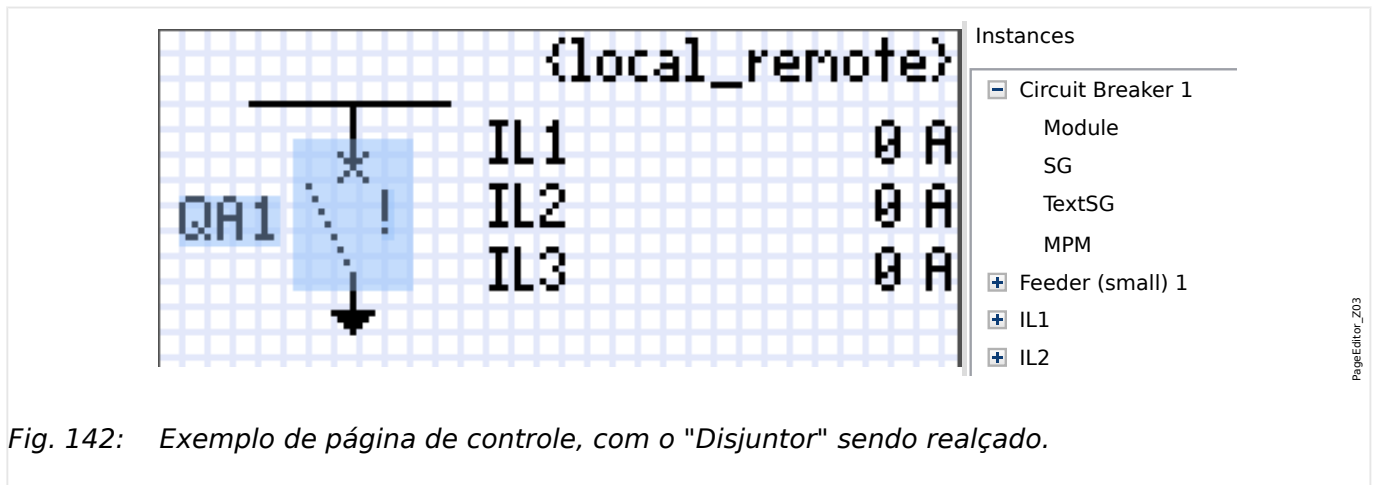 {local_remote}
IL1 0 A
QA1 !
IL2 0 A
IL3 0 A
Instances
Circuit Breaker 1
Module
SG
TextSG
MPM
Feeder (small) 1
IL1
IL2
PageEditor_Z03
Fig. 142: Exemplo de página de controle, com o "Disjuntor" sendo realçado.